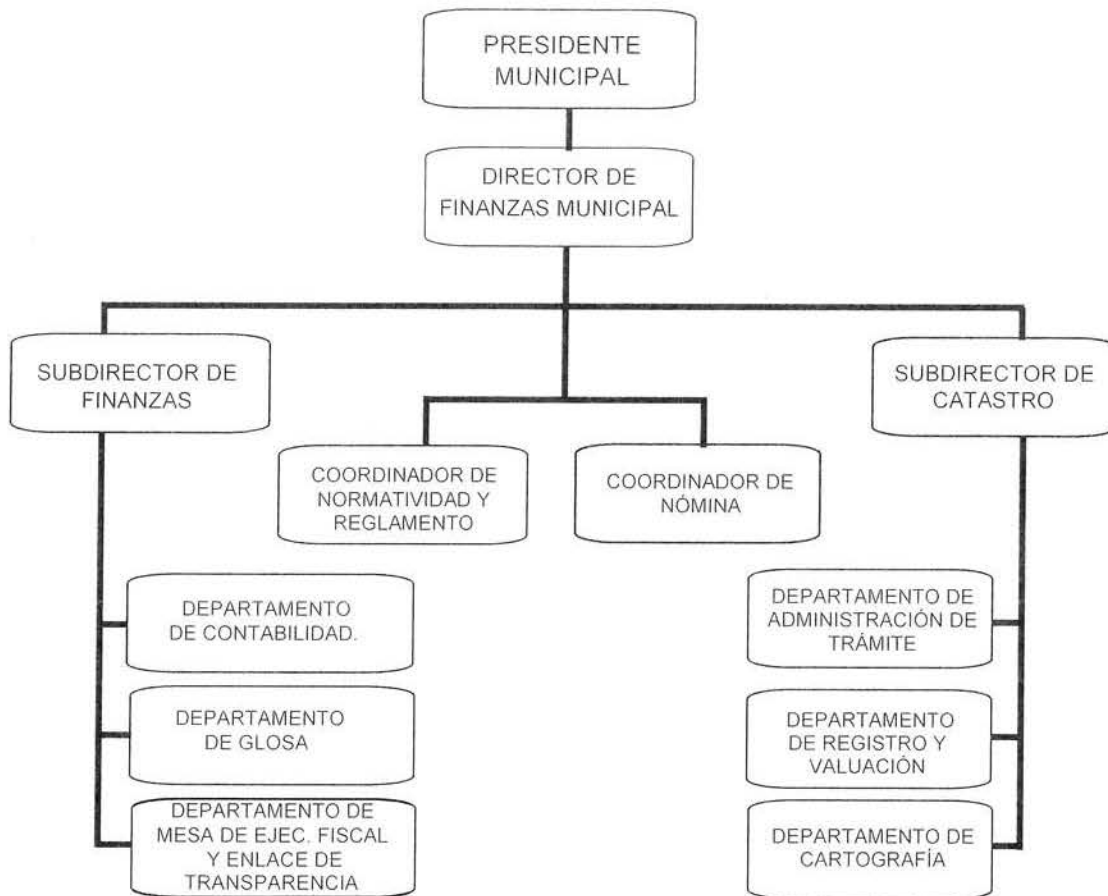 PRESIDENTE
MUNICIPAL
DIRECTOR DE
FINANZAS MUNICIPAL
SUBDIRECTOR DE
FINANZAS
SUBDIRECTOR DE
CATASTRO
COORDINADOR DE
NORMATIVIDAD Y
REGLAMENTO
COORDINADOR DE
NÓMINA
DEPARTAMENTO
DE CONTABILIDAD.
DEPARTAMENTO
DE GLOSA
DEPARTAMENTO DE
MESA DE EJEC. FISCAL
Y ENLACE DE
TRANSPARENCIA
DEPARTAMENTO DE
ADMINISTRACIÓN DE
TRÁMITE
DEPARTAMENTO
DE REGISTRO Y
VALUACIÓN
DEPARTAMENTO DE
CARTOGRAFÍA